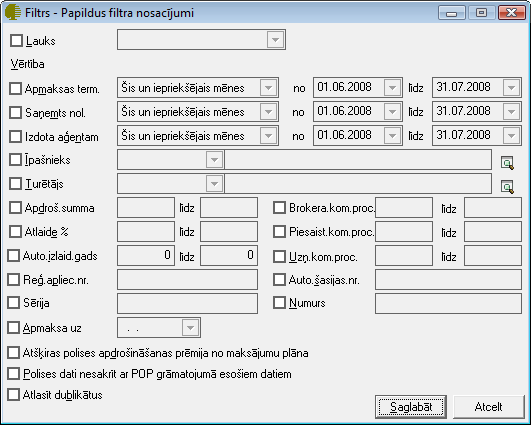 Filtrs - Papildus filtra nosacījumi
Lauks
Vērtība
Apmaksas term. Šis un iepriekšējais mēnes no 01.06.2008 līdz 31.07.2008
Saņemts nol. Šis un iepriekšējais mēnes no 01.06.2008 līdz 31.07.2008
Izdota aģentam Šis un iepriekšējais mēnes no 01.06.2008 līdz 31.07.2008
Īpašnieks
Turētājs
Apdroš.summa līdz Brokera.kom.proc. līdz
Atlaide % līdz Piesaist.kom.proc. līdz
Auto.izlaid.gads 0 līdz 0 Uzņ.kom.proc. līdz
Reģ.apliec.nr. Auto.šasijas.nr.
Sērija Numurs
Apmaksa uz . .
Atšķiras polises apdrošināšanas prēmija no maksājumu plāna
Polises dati nesakrīt ar POP grāmatojumā esošiem datiem
Atlasīt dublikātus
Saglabāt Atcelt